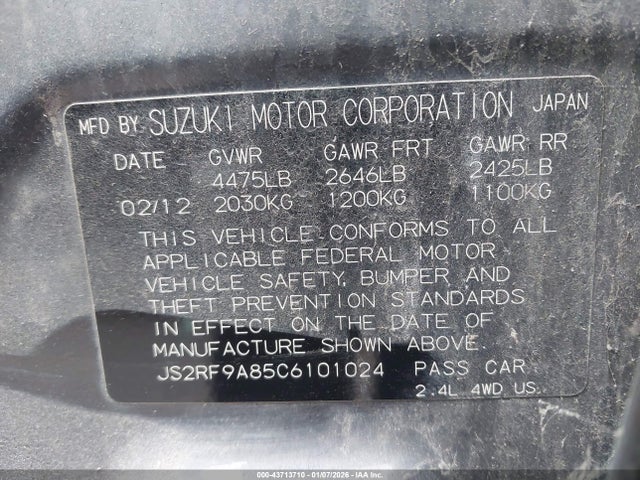 MFD BY SUZUKI MOTOR CORPORATION JAPAN
DATE GVWR GAWR FRT GAWR RR
4475LB 2646LB 2425LB
02/12 2030KG 1200KG 1100KG
THIS VEHICLE CONFORMS TO ALL
APPLICABLE FEDERAL MOTOR
VEHICLE SAFETY, BUMPER AND
THEFT PREVENTION STANDARDS
IN EFFECT ON THE DATE OF
MANUFACTURE SHOWN ABOVE.
JS2RF9A85C6101024 PASS CAR
2.4L 4WD US
000-43713710 - 01/07/2026 - IAA Inc.